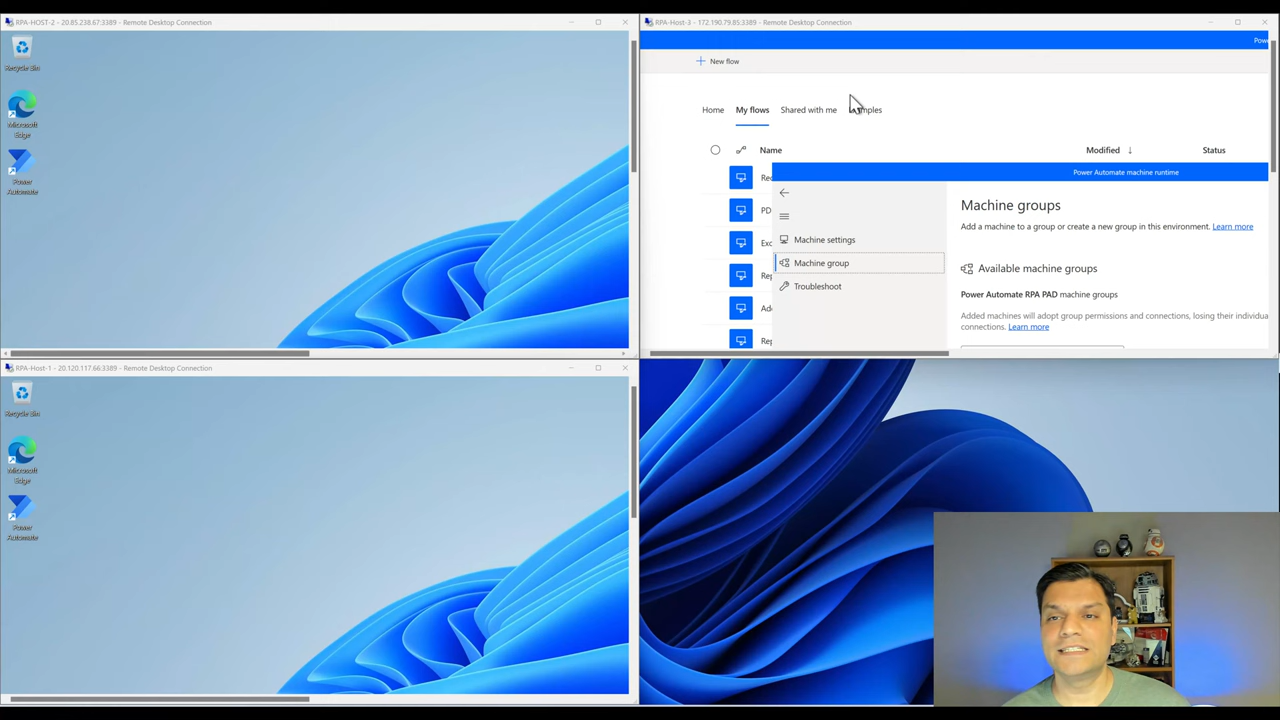 RPA-HOST-2 - 20.85.238.67:3389 - Remote Desktop Connection
Recycle Bin
Microsoft
Edge
Power
Automate
RPA-Host-3 - 172.190.79.85:3389 - Remote Desktop Connection
New flow
Home
My flows
Shared with me
Name
Modified
Status
Power Automate machine runtime
Machine settings
Machine group
Troubleshoot
Machine groups
Add a machine to a group or create a new group in this environment. Learn more
Available machine groups
Power Automate RPA PAD machine groups
Added machines will adopt group permissions and connections, losing their individua
connections. Learn more
RPA-Host-1 - 20.120.117.66:3389 - Remote Desktop Connection
Recycle Bin
Microsoft
Edge
Power
Automate